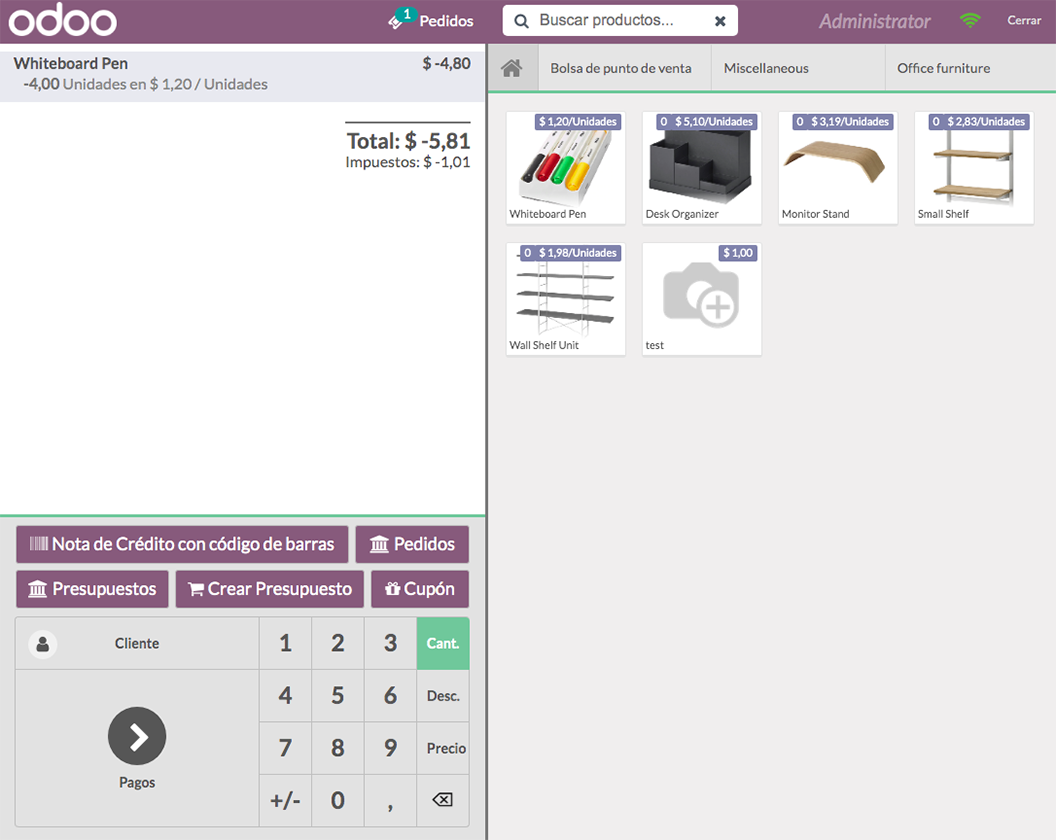 odoo
1
Pedidos
Buscar productos...
Administrator
Cerrar
Whiteboard Pen $ -4,80
-4,00 Unidades en $ 1,20 / Unidades
Total: $ -5,81
Impuestos: $ -1,01
Bolsa de punto de venta
Miscellaneous
Office furniture
$ 1,20/Unidades
Whiteboard Pen
0 $ 5,10/Unidades
Desk Organizer
0 $ 3,19/Unidades
Monitor Stand
0 $ 2,83/Unidades
Small Shelf
0 $ 1,98/Unidades
Wall Shelf Unit
$ 1,00
test
Nota de Crédito con código de barras
Pedidos
Presupuestos
Crear Presupuesto
Cupón
Cliente
1 2 3 Cant.
4 5 6 Desc.
7 8 9 Precio
+/- 0 ,
Pagos